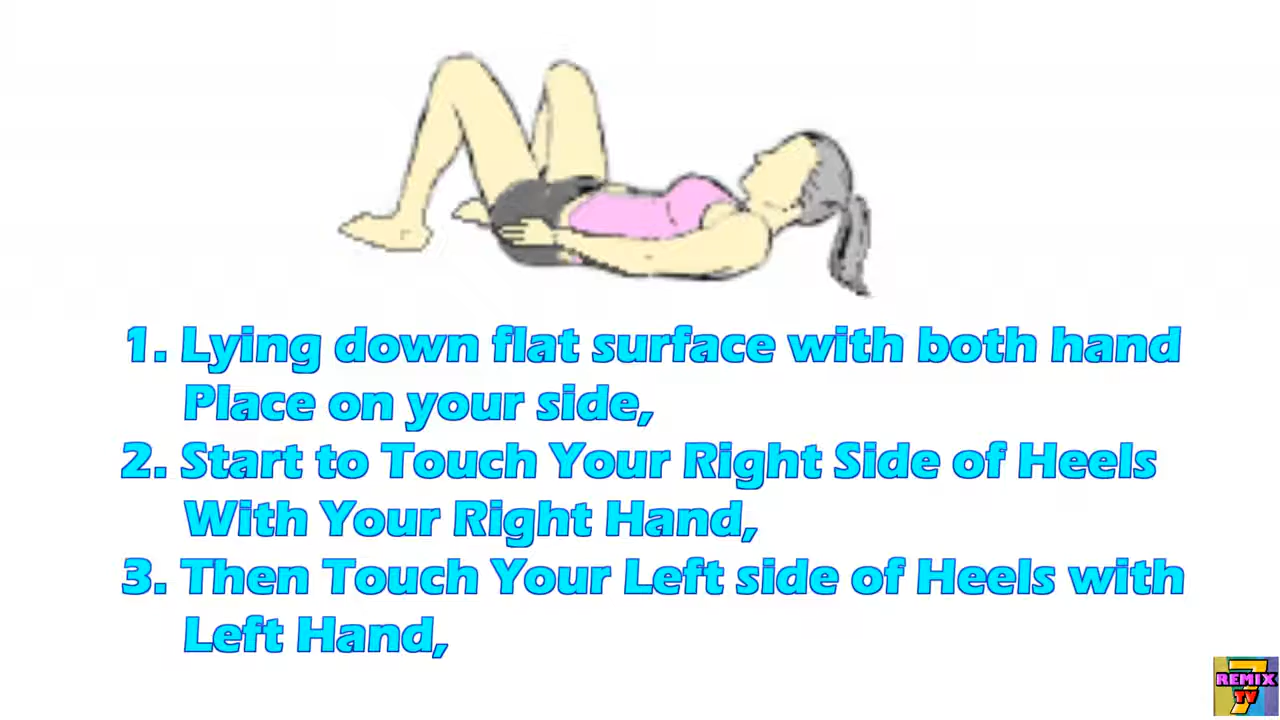 1. Lying down flat surface with both hand
Place on your side,
2. Start to Touch Your Right Side of Heels
With Your Right Hand,
3. Then Touch Your Left side of Heels with
Left Hand,
7
REMIX
TV